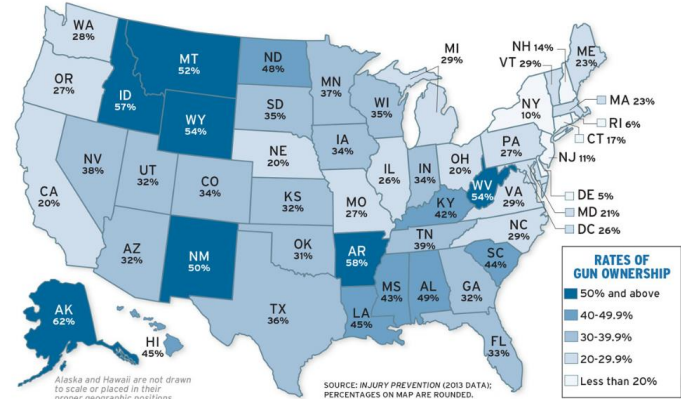 WA
28%
OR
27%
CA
20%
NV
38%
ID
57%
MT
52%
WY
54%
UT
32%
AZ
32%
CO
34%
NM
50%
ND
48%
SD
35%
NE
20%
KS
32%
OK
31%
TX
36%
MN
37%
IA
34%
MO
27%
AR
58%
LA
45%
WI
35%
IL
26%
MI
29%
IN
34%
OH
20%
KY
42%
TN
39%
MS
43%
AL
49%
GA
32%
FL
33%
SC
44%
NC
29%
VA
29%
WV
54%
PA
27%
NY
10%
NH 14%
VT 29%
ME
23%
MA 23%
RI 6%
CT 17%
NJ 11%
DE 5%
MD 21%
DC 26%
AK
62%
HI
45%
RATES OF
GUN OWNERSHIP
50% and above
40-49.9%
30-39.9%
20-29.9%
Less than 20%
Alaska and Hawaii are not drawn
to scale or placed in their
proper geographic positions
SOURCE: INJURY PREVENTION (2013 DATA);
PERCENTAGES ON MAP ARE ROUNDED.